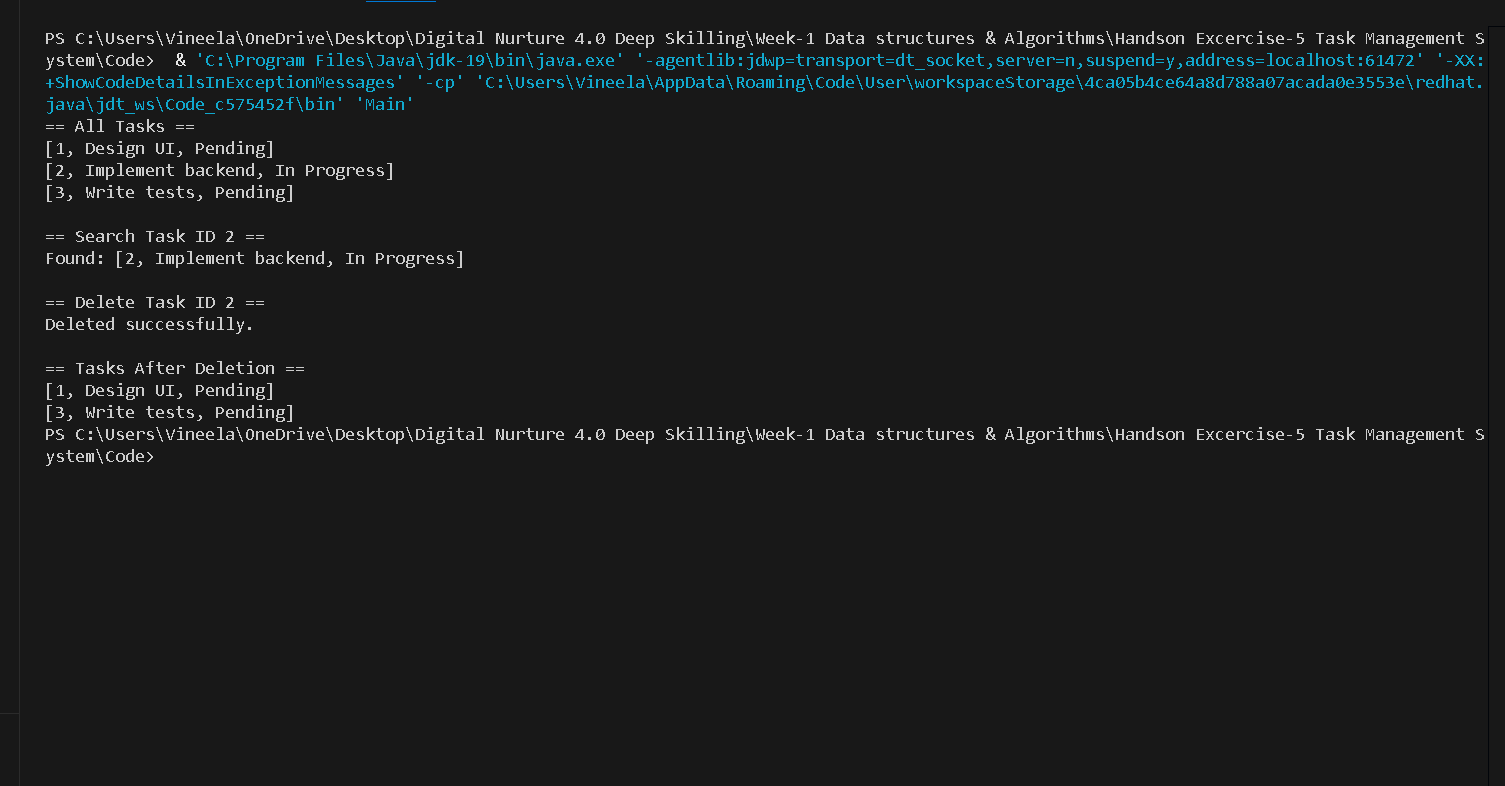 PS C:\Users\Vineela\OneDrive\Desktop\Digital Nurture 4.0 Deep Skilling\Week-1 Data structures & Algorithms\Handson Excercise-5 Task Management S
ystem\Code>  & 'C:\Program Files\Java\jdk-19\bin\java.exe' '-agentlib:jdwp=transport=dt_socket,server=n,suspend=y,address=localhost:61472' '-XX:
+ShowCodeDetailsInExceptionMessages' '-cp' 'C:\Users\Vineela\AppData\Roaming\Code\User\workspaceStorage\4ca05b4ce64a8d788a07acada0e3553e\redhat.
java\jdt_ws\Code_c575452f\bin' 'Main'
== All Tasks ==
[1, Design UI, Pending]
[2, Implement backend, In Progress]
[3, Write tests, Pending]
== Search Task ID 2 ==
Found: [2, Implement backend, In Progress]
== Delete Task ID 2 ==
Deleted successfully.
== Tasks After Deletion ==
[1, Design UI, Pending]
[3, Write tests, Pending]
PS C:\Users\Vineela\OneDrive\Desktop\Digital Nurture 4.0 Deep Skilling\Week-1 Data structures & Algorithms\Handson Excercise-5 Task Management S
ystem\Code>